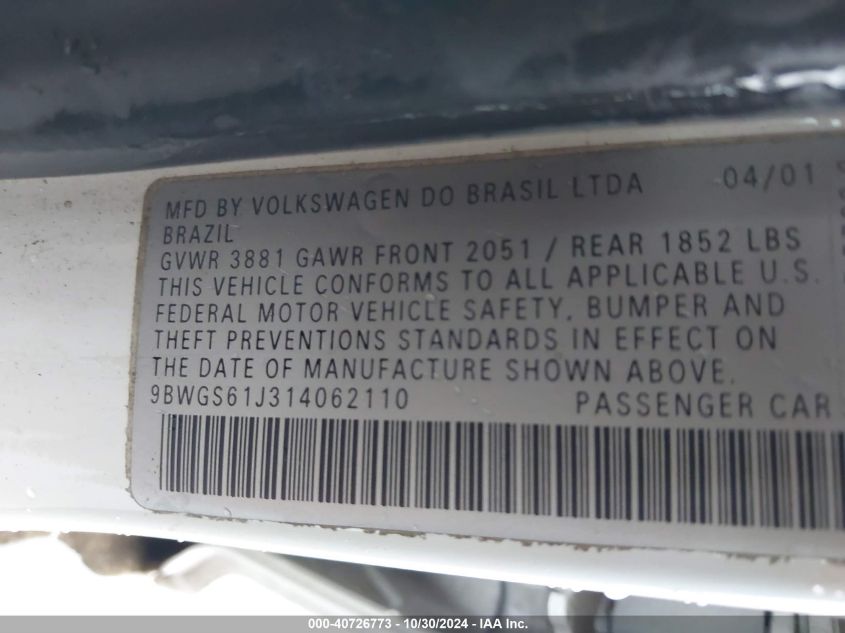 MFD BY VOLKSWAGEN DO BRASIL LTDA 04/01
BRAZIL
GVWR 3881 GAWR FRONT 2051 / REAR 1852 LBS
THIS VEHICLE CONFORMS TO ALL APPLICABLE U.S.
FEDERAL MOTOR VEHICLE SAFETY, BUMPER AND
THEFT PREVENTIONS STANDARDS IN EFFECT ON
THE DATE OF MANUFACTURE SHOWN ABOVE.
9BWGS61J314062110 PASSENGER CAR
000-40726773 - 10/30/2024 - IAA Inc.